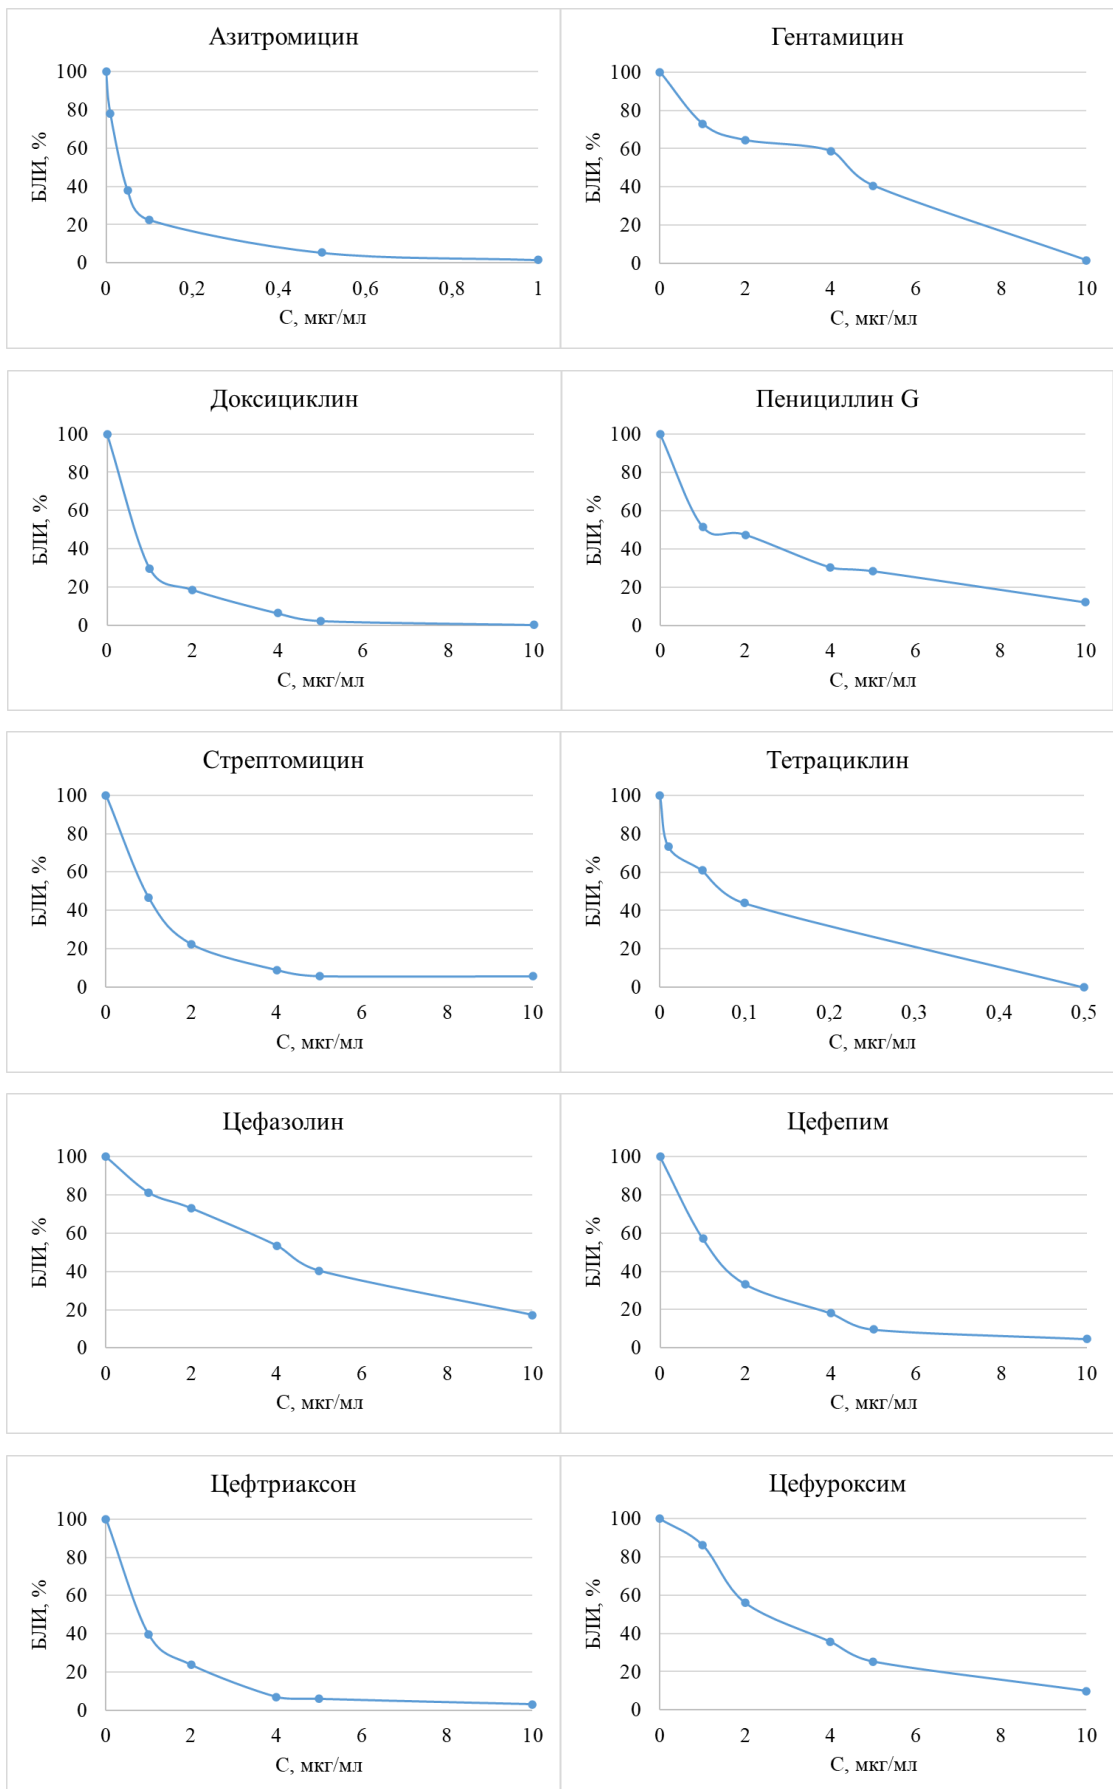 Азитромицин
БЛИ, %
100
80
60
40
20
0
0 0,2 0,4 0,6 0,8 1
С, мкг/мл
Гентамицин
БЛИ, %
100
80
60
40
20
0
0 2 4 6 8 10
С, мкг/мл
Доксициклин
БЛИ, %
100
80
60
40
20
0
0 2 4 6 8 10
С, мкг/мл
Пенициллин G
БЛИ, %
100
80
60
40
20
0
0 2 4 6 8 10
С, мкг/мл
Стрептомицин
БЛИ, %
100
80
60
40
20
0
0 2 4 6 8 10
С, мкг/мл
Тетрациклин
БЛИ, %
100
80
60
40
20
0
0 0,1 0,2 0,3 0,4 0,5
С, мкг/мл
Цефазолин
БЛИ, %
100
80
60
40
20
0
0 2 4 6 8 10
С, мкг/мл
Цефепим
БЛИ, %
100
80
60
40
20
0
0 2 4 6 8 10
С, мкг/мл
Цефтриаксон
БЛИ, %
100
80
60
40
20
0
0 2 4 6 8 10
С, мкг/мл
Цефуроксим
БЛИ, %
100
80
60
40
20
0
0 2 4 6 8 10
С, мкг/мл